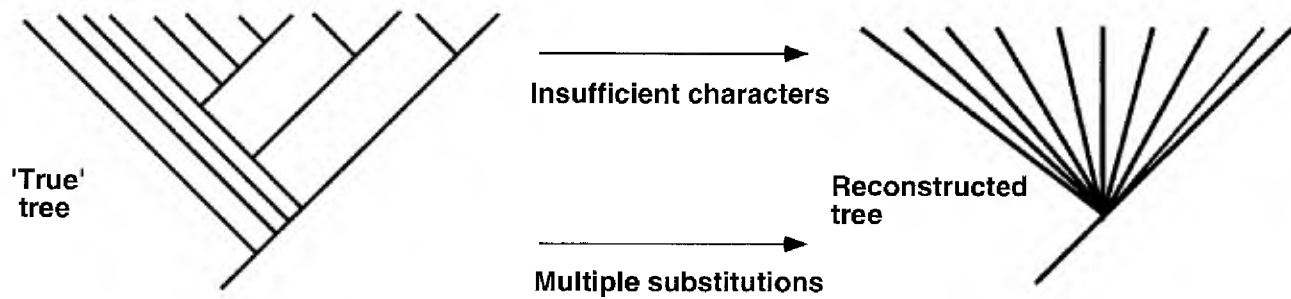 Insufficient characters
'True'
tree
Reconstructed
tree
Multiple substitutions